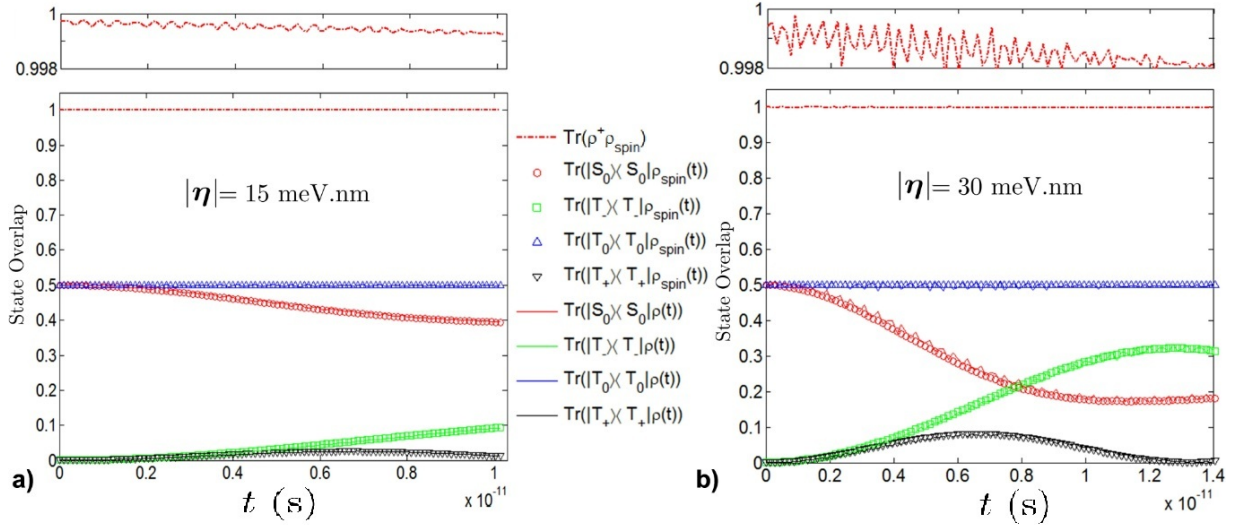 1
0.998
1
0.9
0.8
0.7
0.6
0.5
0.4
0.3
0.2
0.1
0
State Overlap
|η|= 15 meV.nm
0 0.2 0.4 0.6 0.8 1
x 10⁻¹¹
a)
t (s)
Tr(ρ⁺ρ_spin)
Tr(|S₀⟩⟨S₀|ρ_spin(t))
Tr(|T₋⟩⟨T₋|ρ_spin(t))
Tr(|T₀⟩⟨T₀|ρ_spin(t))
Tr(|T₊⟩⟨T₊|ρ_spin(t))
Tr(|S₀⟩⟨S₀|ρ(t))
Tr(|T₋⟩⟨T₋|ρ(t))
Tr(|T₀⟩⟨T₀|ρ(t))
Tr(|T₊⟩⟨T₊|ρ(t))
1
0.998
1
0.9
0.8
0.7
0.6
0.5
0.4
0.3
0.2
0.1
0
State Overlap
|η|= 30 meV.nm
0 0.2 0.4 0.6 0.8 1 1.2 1.4
x 10⁻¹¹
b)
t (s)